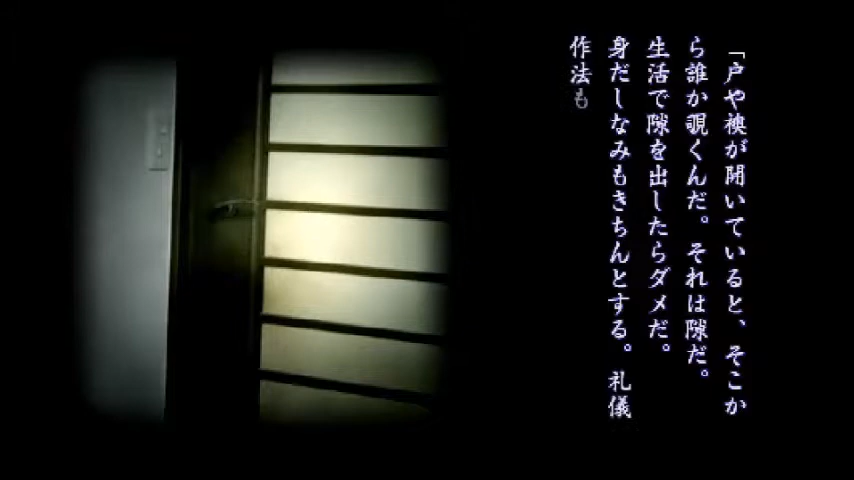 「戸や襖が開いていると、そこか
ら誰か覗くんだ。それは隙だ。
生活で隙を出したらダメだ。
身だしなみもきちんとする。礼儀
作法も